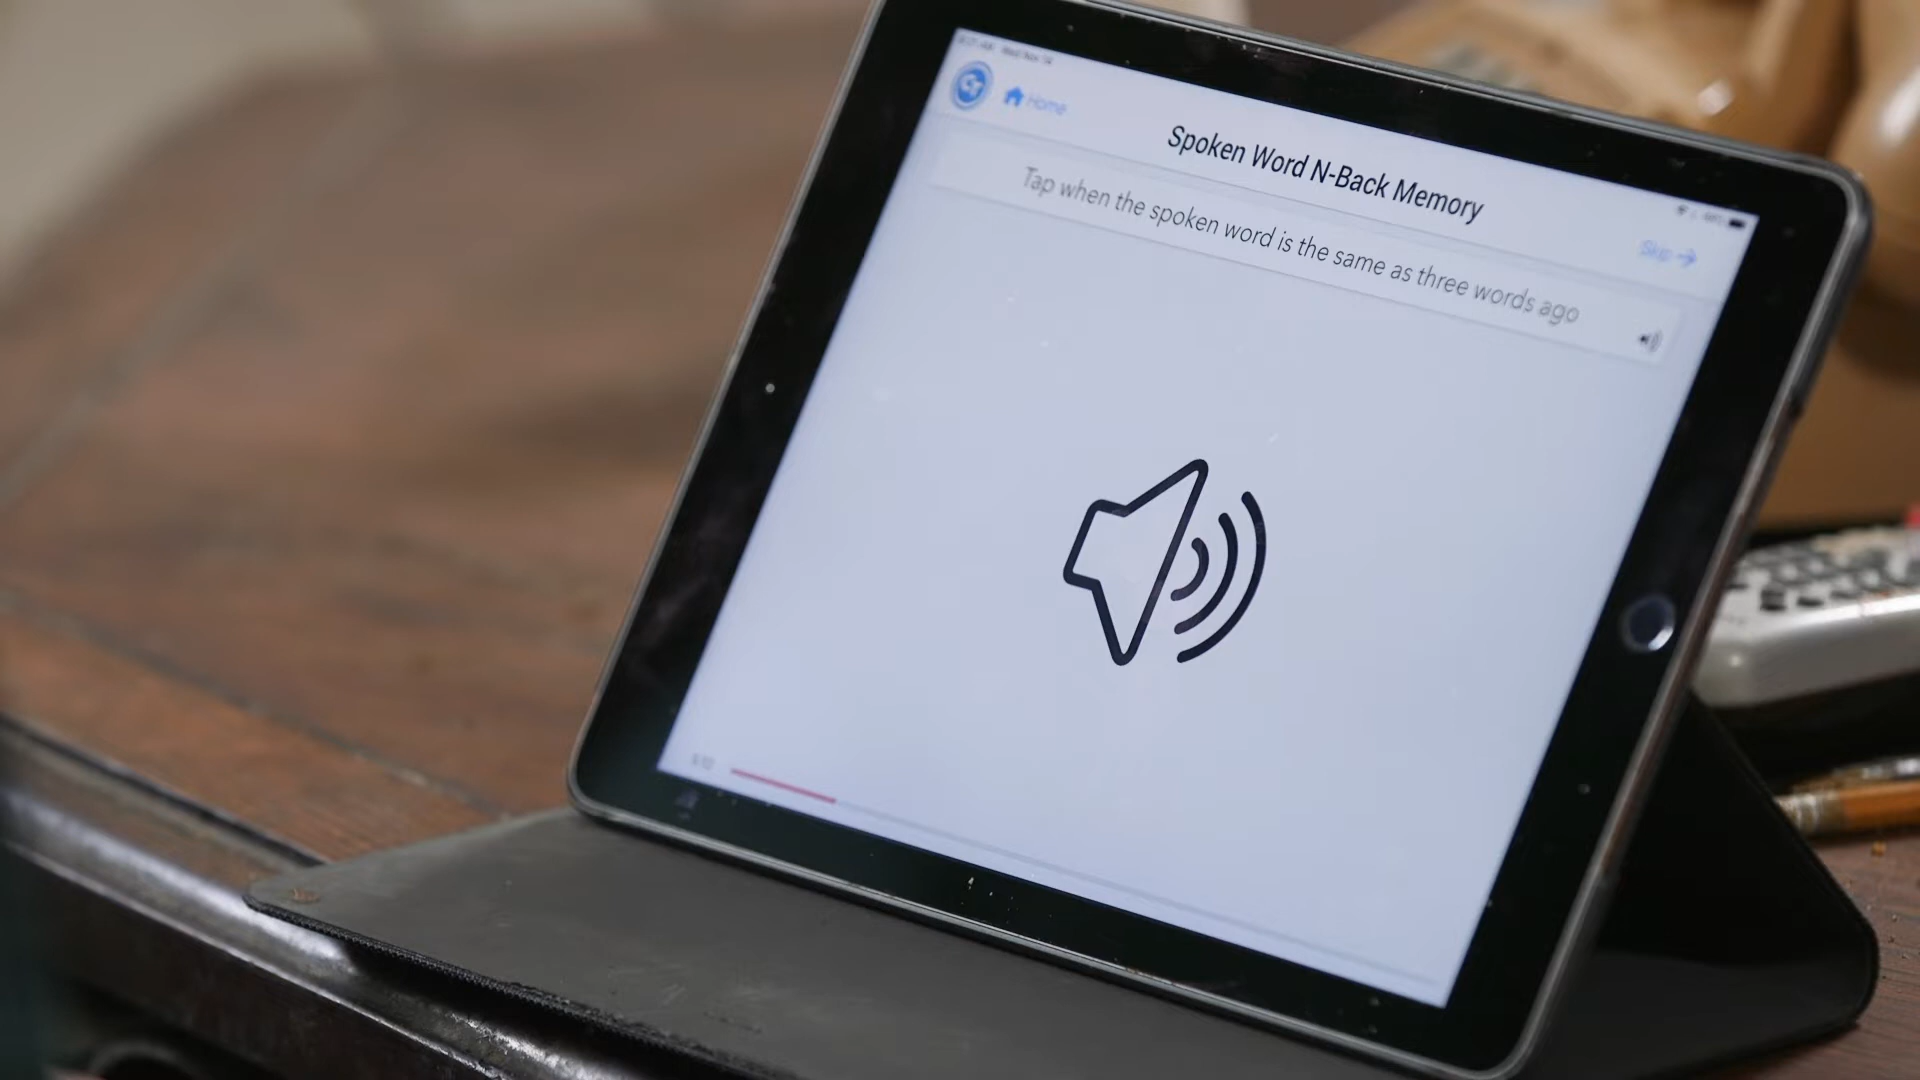 Home
Spoken Word N-Back Memory
Skip
Tap when the spoken word is the same as three words ago